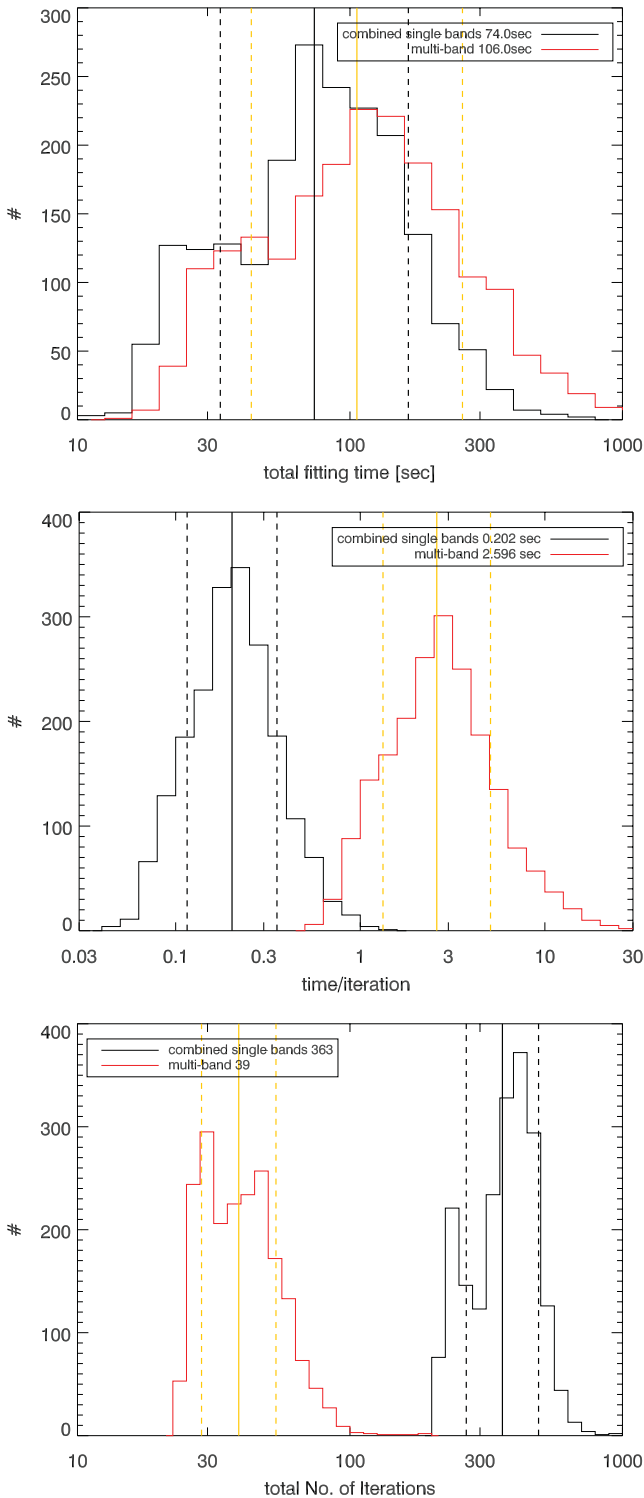 300
250
200
150
100
50
0
#
combined single bands 74.0sec
multi-band 106.0sec
10 30 100 300 1000
total fitting time [sec]
400
300
200
100
0
#
combined single bands 0.202 sec
multi-band 2.596 sec
0.03 0.1 0.3 1 3 10 30
time/iteration
400
300
200
100
0
#
combined single bands 363
multi-band 39
10 30 100 300 1000
total No. of Iterations